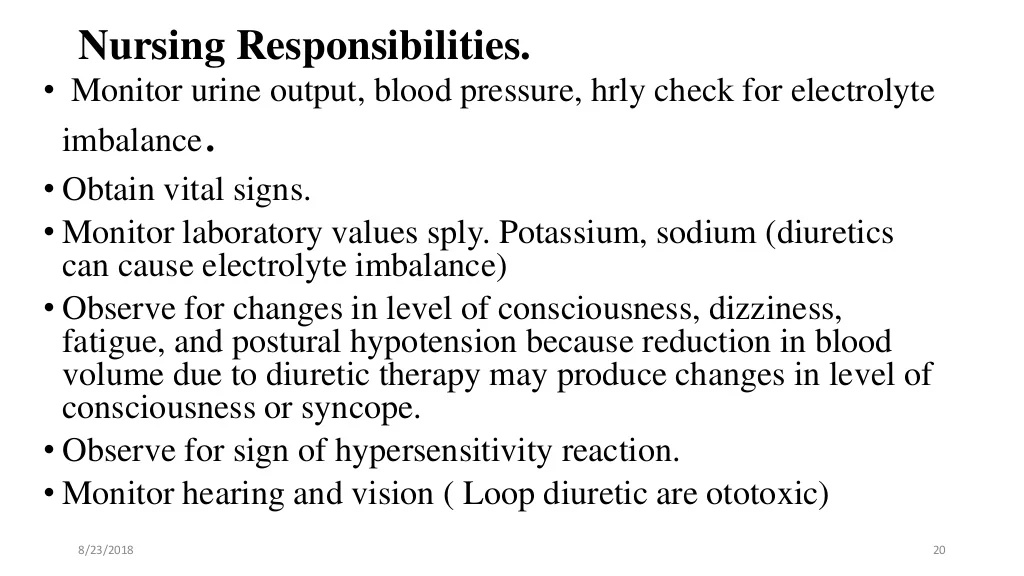 Nursing Responsibilities.
• Monitor urine output, blood pressure, hrly check for electrolyte
imbalance.
• Obtain vital signs.
• Monitor laboratory values sply. Potassium, sodium (diuretics
can cause electrolyte imbalance)
• Observe for changes in level of consciousness, dizziness,
fatigue, and postural hypotension because reduction in blood
volume due to diuretic therapy may produce changes in level of
consciousness or syncope.
• Observe for sign of hypersensitivity reaction.
• Monitor hearing and vision ( Loop diuretic are ototoxic)
8/23/2018
20